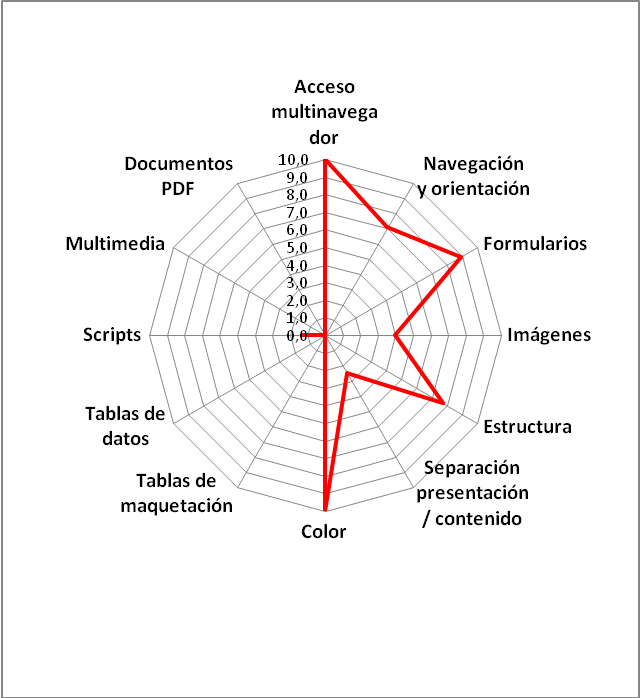 Acceso
multinavega
dor
Documentos
PDF
Navegación
y orientación
Multimedia
Formularios
Scripts
Imágenes
Tablas de
datos
Estructura
Tablas de
maquetación
Separación
presentación
/ contenido
Color
10,0
9,0
8,0
7,0
6,0
5,0
4,0
3,0
2,0
1,0
0,0